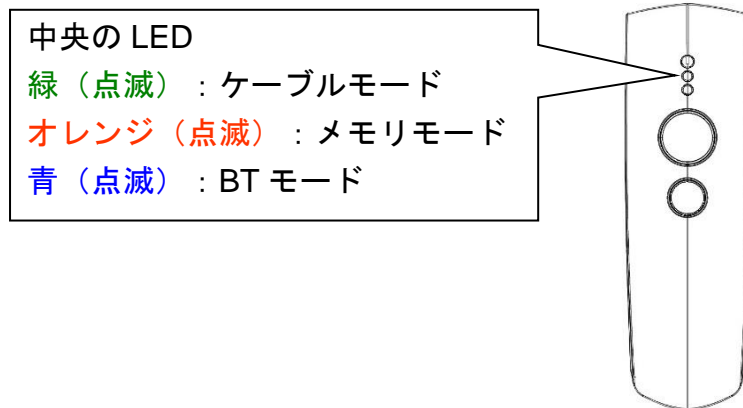 中央の LED
緑（点滅）：ケーブルモード
オレンジ（点滅）：メモリモード
青（点滅）：BT モード